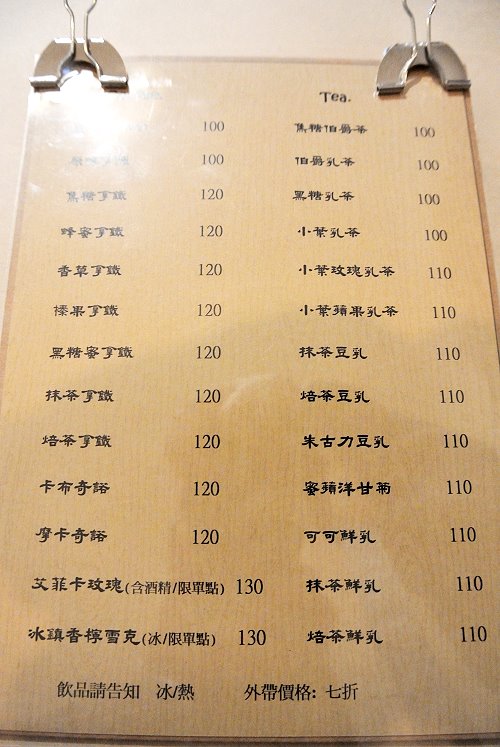 Tea.
100
焦糖伯爵茶 100
原味拿鐵 100
伯爵乳茶 100
焦糖拿鐵 120
黑糖乳茶 100
蜂蜜拿鐵 120
小葉乳茶 100
香草拿鐵 120
小葉玫瑰乳茶 110
榛果拿鐵 120
小葉蘋果乳茶 110
黑糖蜜拿鐵 120
抹茶豆乳 110
抹茶拿鐵 120
焙茶豆乳 110
焙茶拿鐵 120
朱古力豆乳 110
卡布奇諾 120
蜜蘋洋甘菊 110
摩卡奇諾 120
可可鮮乳 110
艾菲卡玫瑰(含酒精/限單點) 130
抹茶鮮乳 110
冰鎮香檸雪克(冰/限單點) 130
焙茶鮮乳 110
飲品請告知 冰/熱 外帶價格: 七折